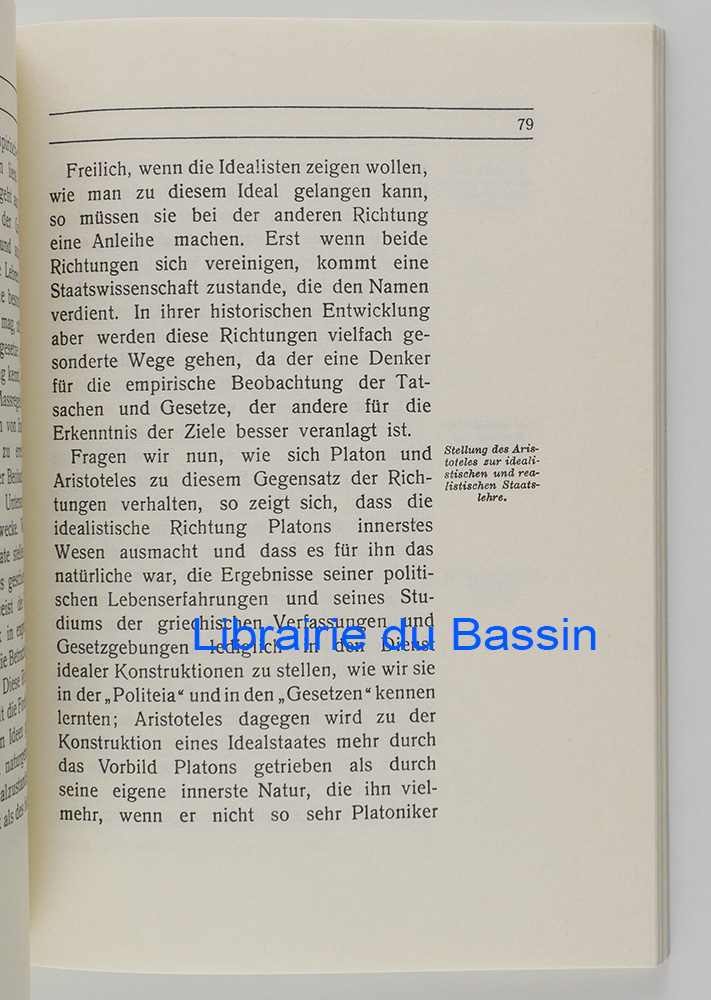 79
Freilich, wenn die Idealisten zeigen wollen,
wie man zu diesem Ideal gelangen kann,
so müssen sie bei der anderen Richtung
eine Anleihe machen. Erst wenn beide
Richtungen sich vereinigen, kommt eine
Staatswissenschaft zustande, die den Namen
verdient. In ihrer historischen Entwicklung
aber werden diese Richtungen vielfach ge-
sonderte Wege gehen, da der eine Denker
für die empirische Beobachtung der Tat-
sachen und Gesetze, der andere für die
Erkenntnis der Ziele besser veranlagt ist.
Fragen wir nun, wie sich Platon und
Aristoteles zu diesem Gegensatz der Rich-
tungen verhalten, so zeigt sich, dass die
idealistische Richtung Platons innerstes
Wesen ausmacht und dass es für ihn das
natürliche war, die Ergebnisse seiner politi-
schen Lebenserfahrungen und seines Stu-
diums der griechischen Verfassungen und
Gesetzgebungen lediglich in den Dienst
idealer Konstruktionen zu stellen, wie wir sie
in der „Politeia“ und in den „Gesetzen“ kennen
lernten; Aristoteles dagegen wird zu der
Konstruktion eines Idealstaates mehr durch
das Vorbild Platons getrieben als durch
seine eigene innerste Natur, die ihn viel-
mehr, wenn er nicht so sehr Platoniker
Stellung des Aris-
toteles zur ideali-
stischen und rea-
listischen Staats-
lehre.
Librairie du Bassin